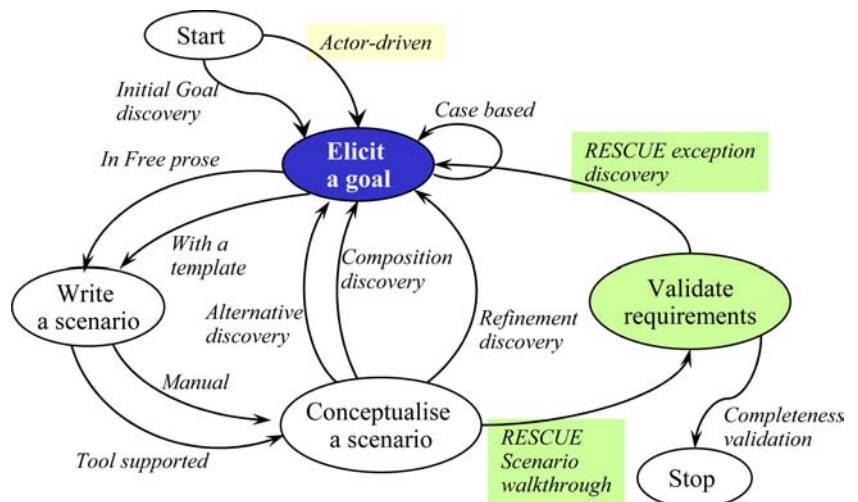 Start
Actor-driven
Initial Goal
discovery
Case based
Elicit
a goal
In Free prose
RESCUE exception
discovery
With a
template
Composition
discovery
Write
a scenario
Validate
requirements
Alternative
discovery
Refinement
discovery
Manual
Conceptualise
a scenario
Completeness
validation
RESCUE
Scenario
walkthrough
Tool supported
Stop